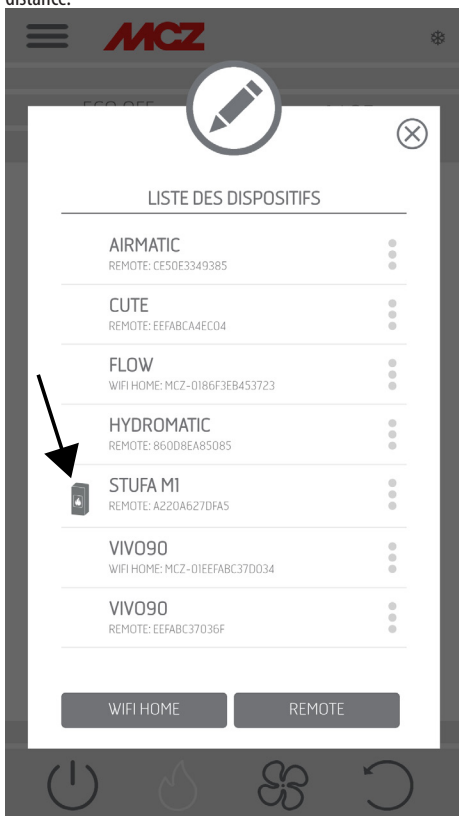 distance.
MCZ
LISTE DES DISPOSITIFS
AIRMATIC
REMOTE: CE50E3349385
CUTE
REMOTE: EEFABCA4EC04
FLOW
WIFI HOME: MCZ-0186F3EB453723
HYDROMATIC
REMOTE: 860D8EA85085
STUFA M1
REMOTE: A220A627DFA5
VIVO90
WIFI HOME: MCZ-01EEFABC37D034
VIVO90
REMOTE: EEFABC37036F
WIFI HOME
REMOTE